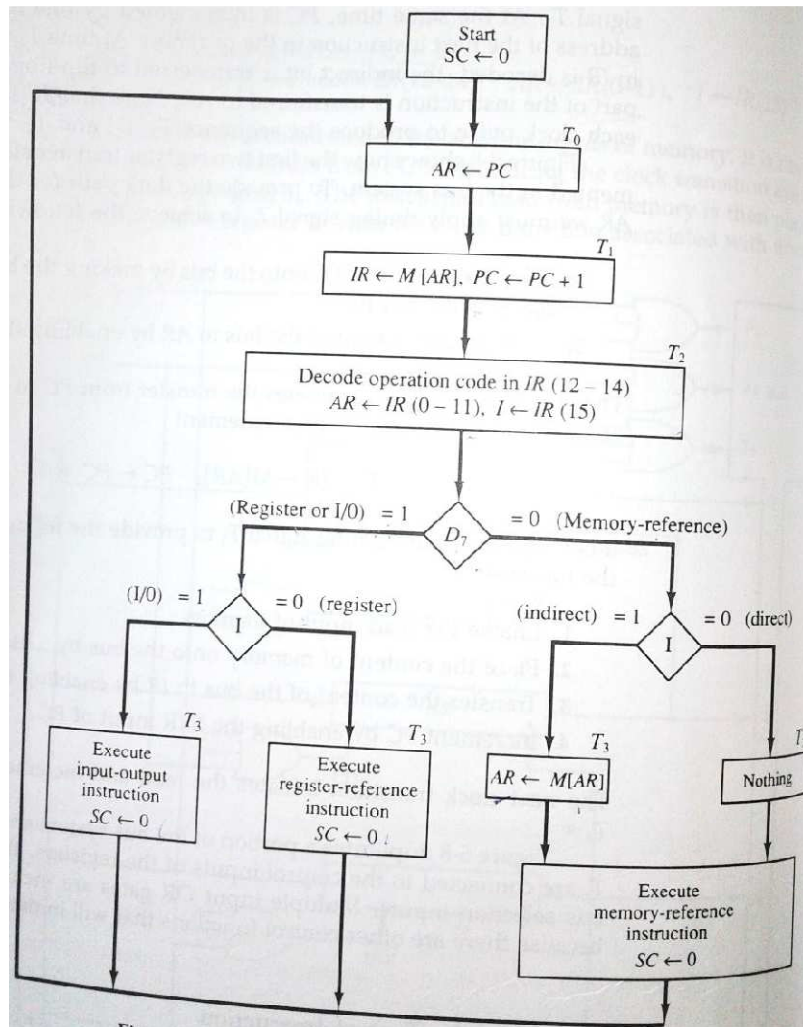 Start
SC ← 0
T0
AR ← PC
T1
IR ← M [AR], PC ← PC + 1
T2
Decode operation code in IR (12 – 14)
AR ← IR (0 – 11), I ← IR (15)
(Register or I/0) = 1
D7
= 0 (Memory-reference)
(I/0) = 1
I
= 0 (register)
(indirect) = 1
I
= 0 (direct)
T3
Execute
input-output
instruction
SC ← 0
T3
Execute
register-reference
instruction
SC ← 0
T3
AR ← M[AR]
Nothing
Execute
memory-reference
instruction
SC ← 0